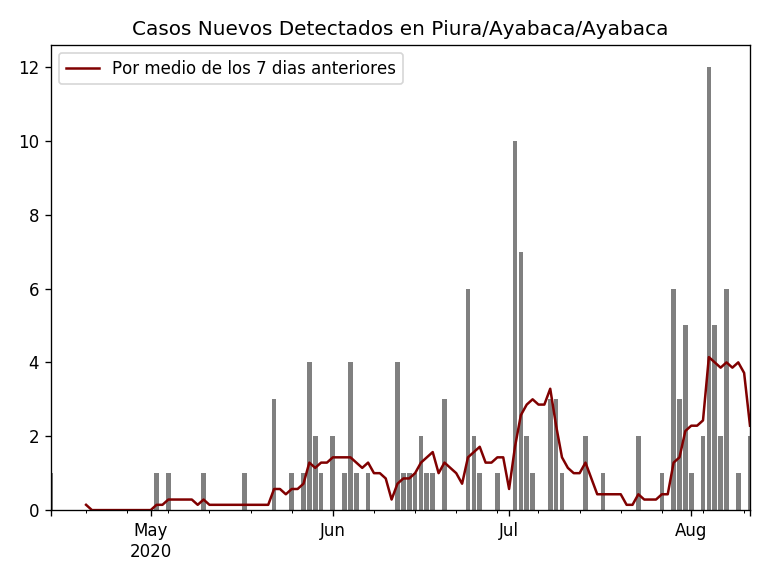 Casos Nuevos Detectados en Piura/Ayabaca/Ayabaca
Por medio de los 7 dias anteriores
12
10
8
6
4
2
0
May
2020
Jun
Jul
Aug